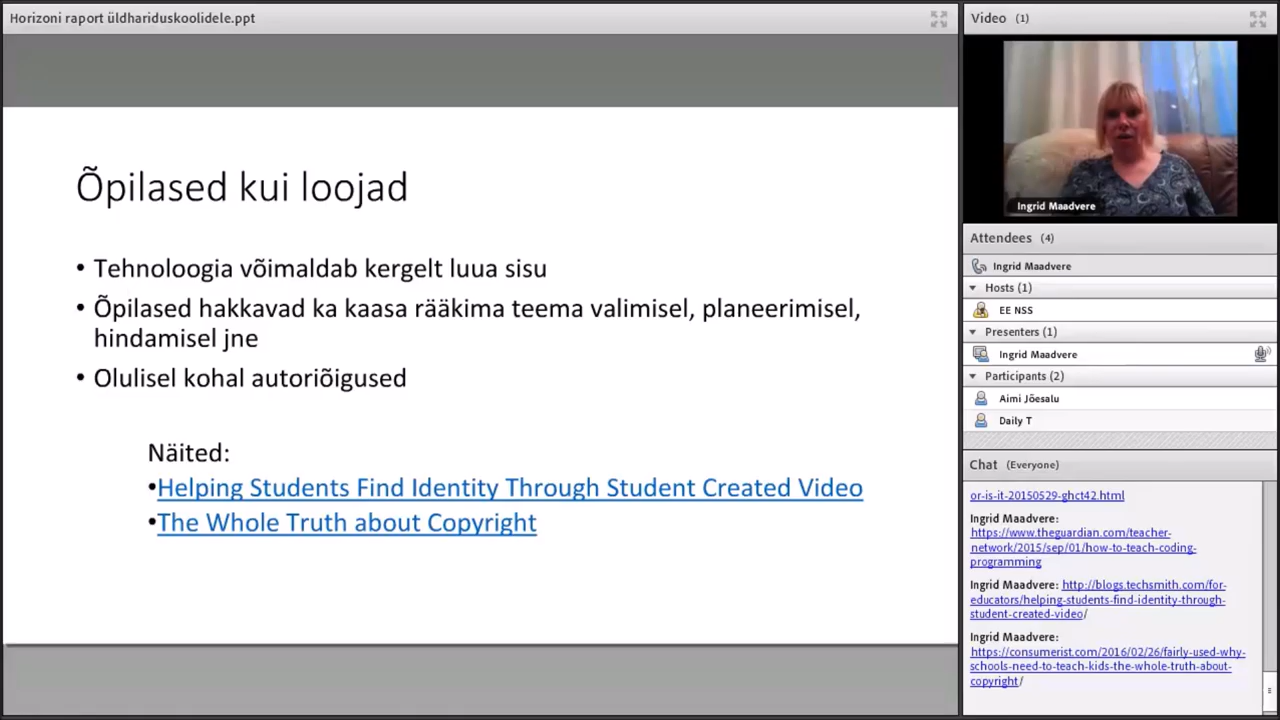 Horizoni raport üldhariduskoolidele.ppt
Õpilased kui loojad
• Tehnoloogia võimaldab kergelt luua sisu
• Õpilased hakkavad ka kaasa rääkima teema valimisel, planeerimisel,
hindamisel jne
• Olulisel kohal autoriõigused
Näited:
•Helping Students Find Identity Through Student Created Video
•The Whole Truth about Copyright
Video (1)
Ingrid Maadvere
Attendees (4)
Ingrid Maadvere
Hosts (1)
EE NSS
Presenters (1)
Ingrid Maadvere
Participants (2)
Aimi Jõesalu
Daily T
Chat (Everyone)
or-is-it-20150529-ghct42.html
Ingrid Maadvere:
https://www.theguardian.com/teacher-
network/2015/sep/01/how-to-teach-coding-
programming
Ingrid Maadvere: http://blogs.techsmith.com/for-
educators/helping-students-find-identity-through-
student-created-video/
Ingrid Maadvere:
https://consumerist.com/2016/02/26/fairly-used-why-
schools-need-to-teach-kids-the-whole-truth-about-
copyright/